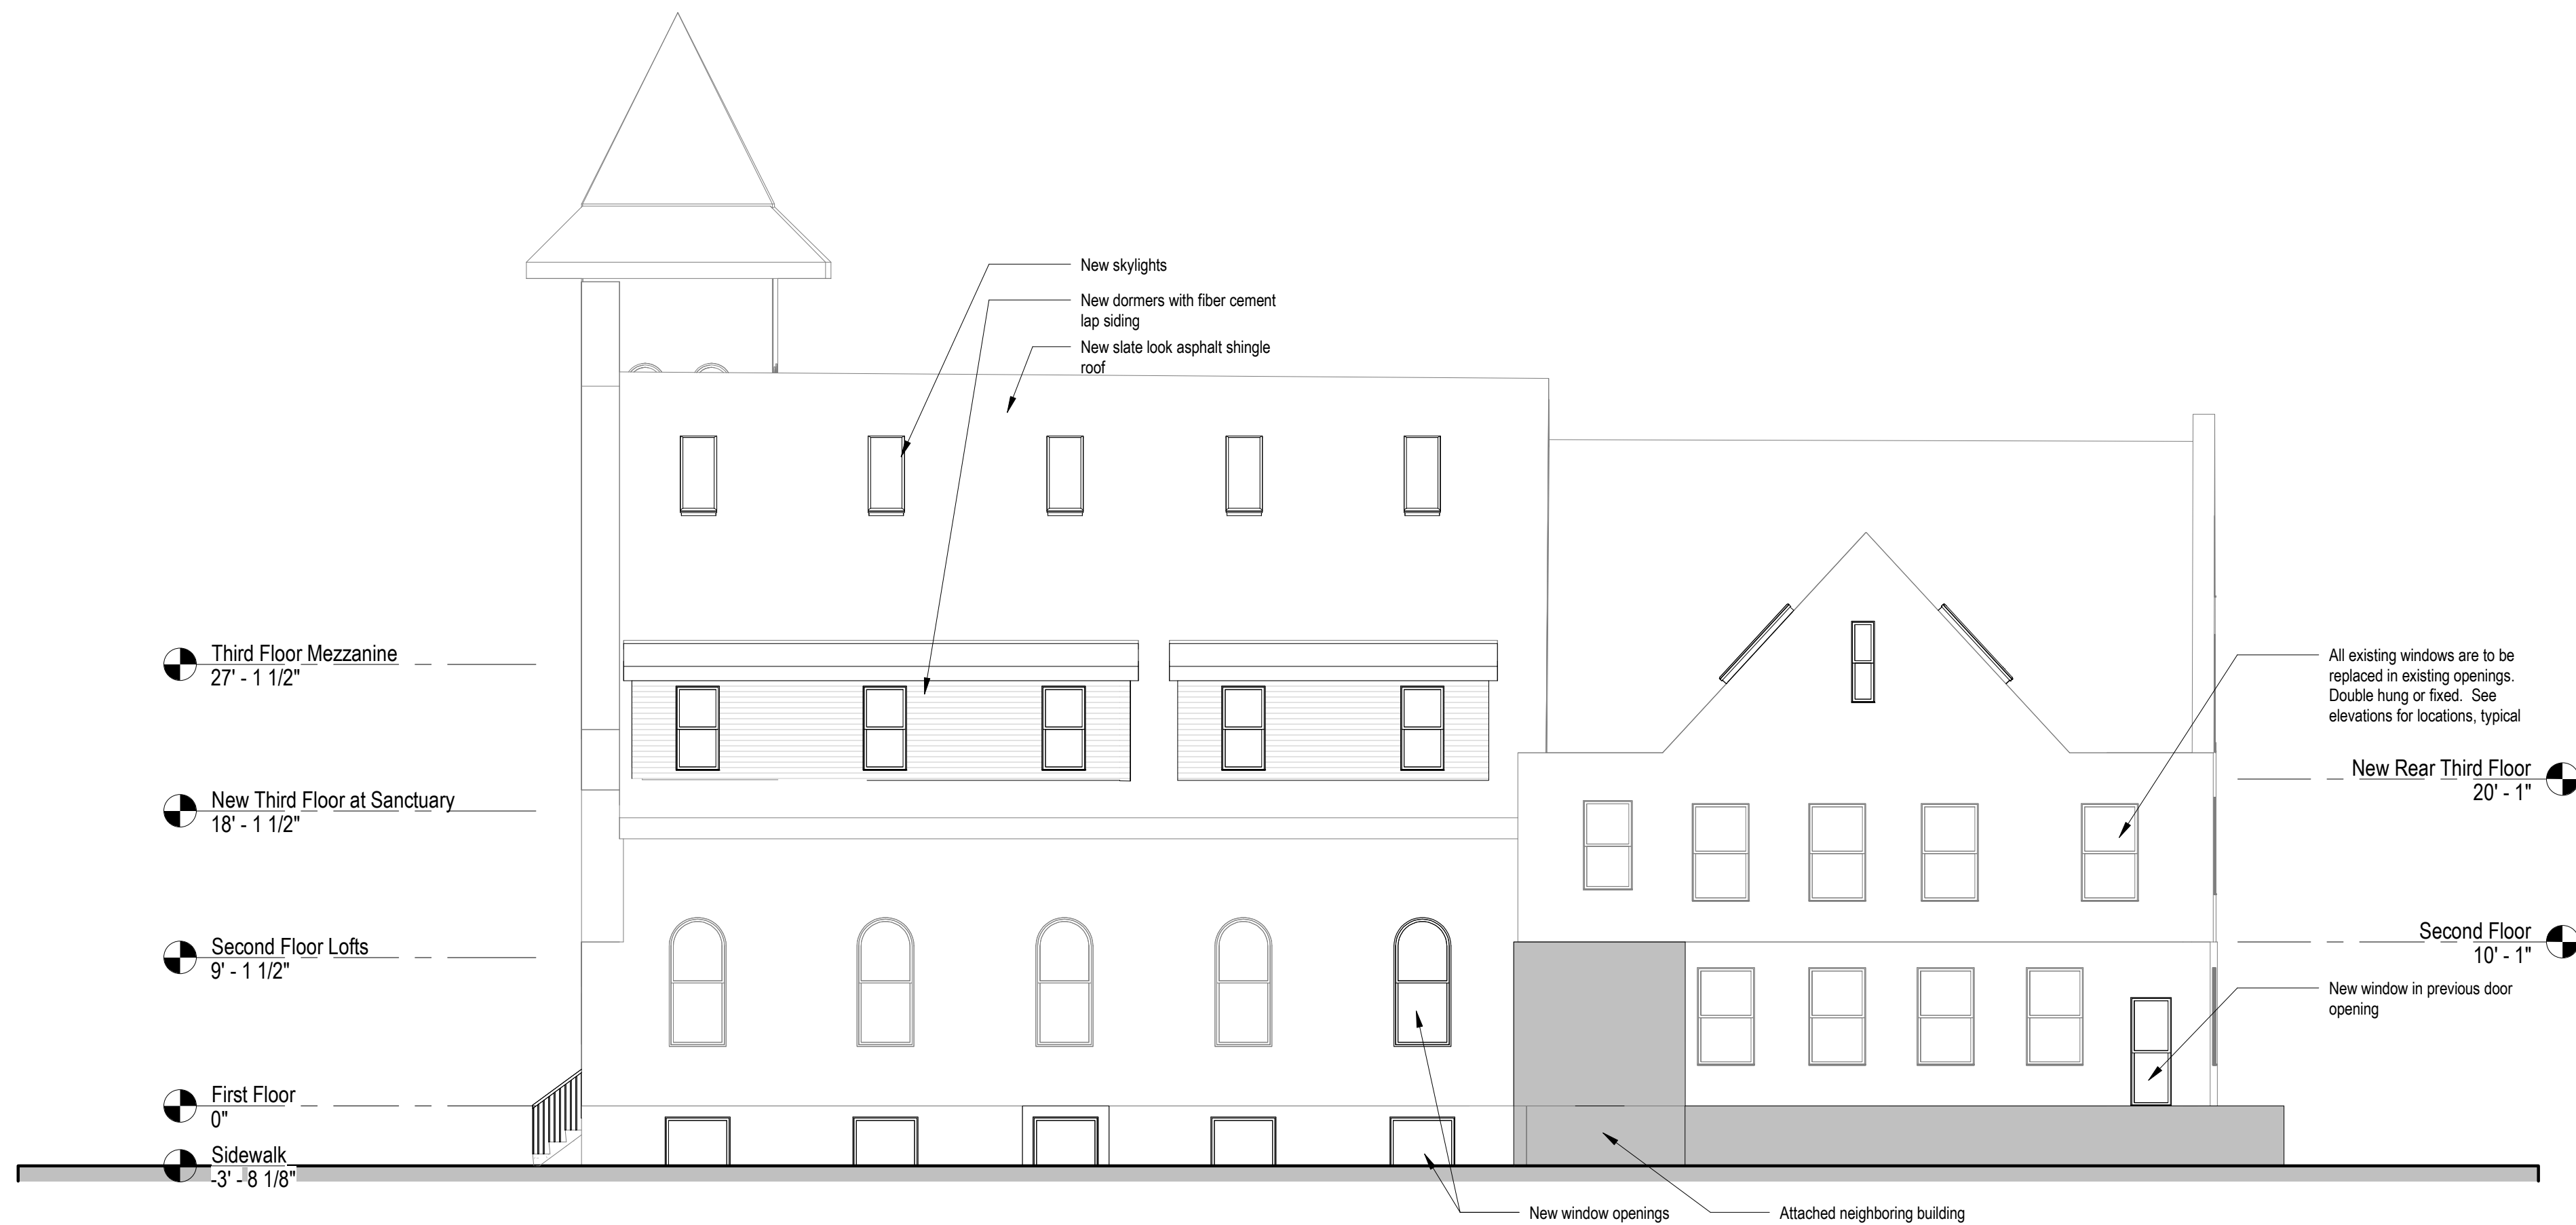 New skylights
New dormers with fiber cement
lap siding
New slate look asphalt shingle
roof
Third Floor Mezzanine
27' - 1 1/2"
New Third Floor at Sanctuary
18' - 1 1/2"
Second Floor Lofts
9' - 1 1/2"
First Floor
0"
Sidewalk
-3' - 8 1/8"
All existing windows are to be
replaced in existing openings.
Double hung or fixed. See
elevations for locations, typical
New Rear Third Floor
20' - 1"
Second Floor
10' - 1"
New window in previous door
opening
New window openings
Attached neighboring building